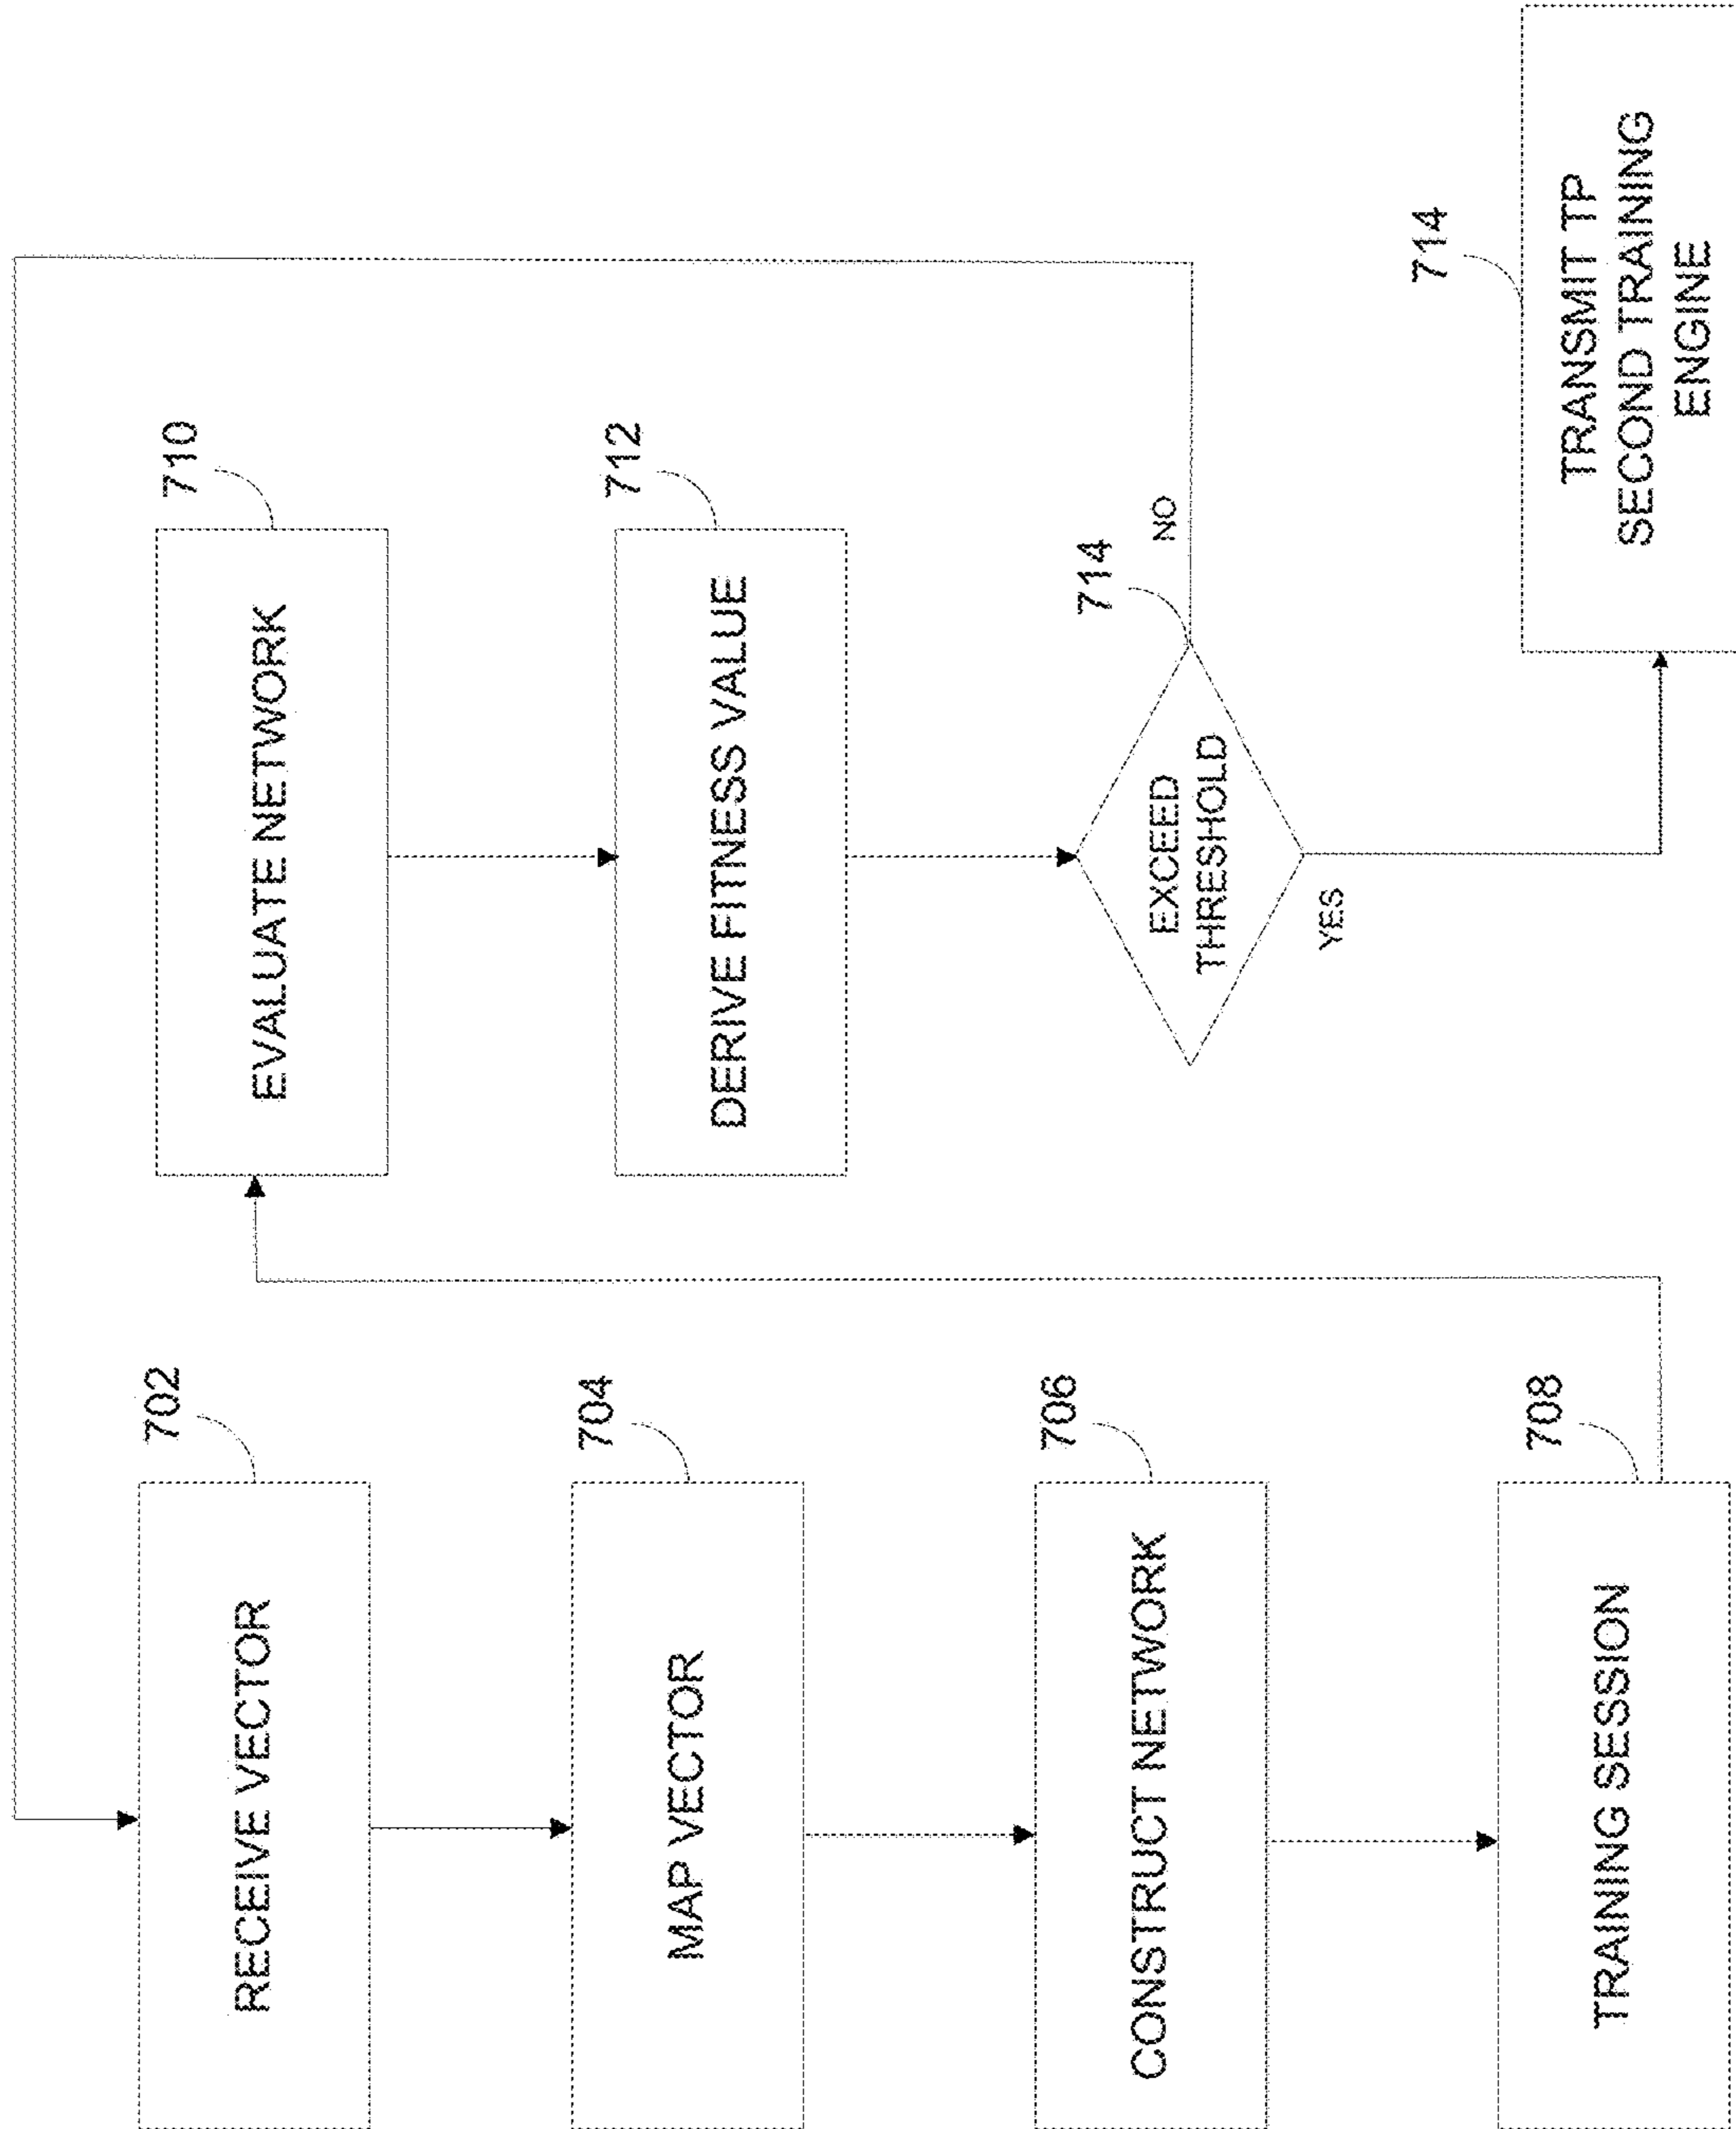 702
RECEIVE VECTOR
704
MAP VECTOR
706
CONSTRUCT NETWORK
708
TRAINING SESSION
710
EVALUATE NETWORK
712
DERIVE FITNESS VALUE
714
EXCEED
THRESHOLD
NO
YES
714
TRANSMIT TP
SECOND TRAINING
ENGINE